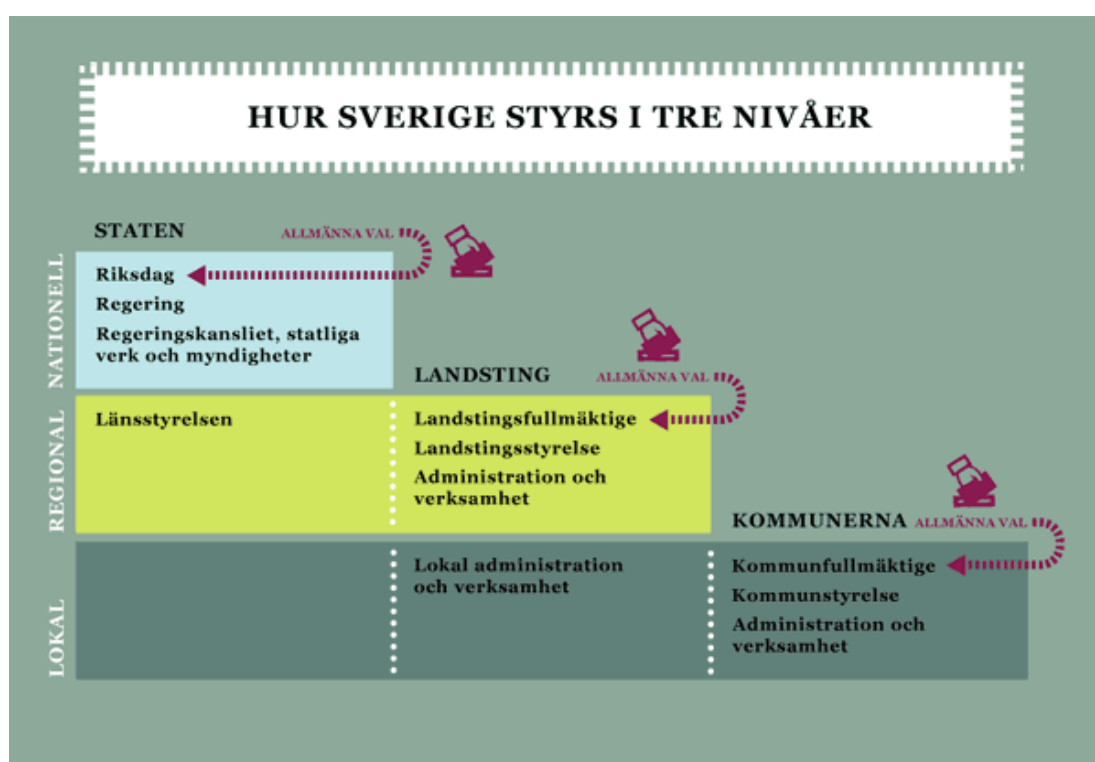 HUR SVERIGE STYRS I TRE NIVÅER
STATEN
ALLMÄNNA VAL
NATIONELL
Riksdag
Regering
Regeringskansliet, statliga
verk och myndigheter
LANDSTING
ALLMÄNNA VAL
REGIONAL
Länsstyrelsen
Landstingsfullmäktige
Landstingsstyrelse
Administration och
verksamhet
KOMMUNERNA
ALLMÄNNA VAL
LOKAL
Lokal administration
och verksamhet
Kommunfullmäktige
Kommunstyrelse
Administration och
verksamhet